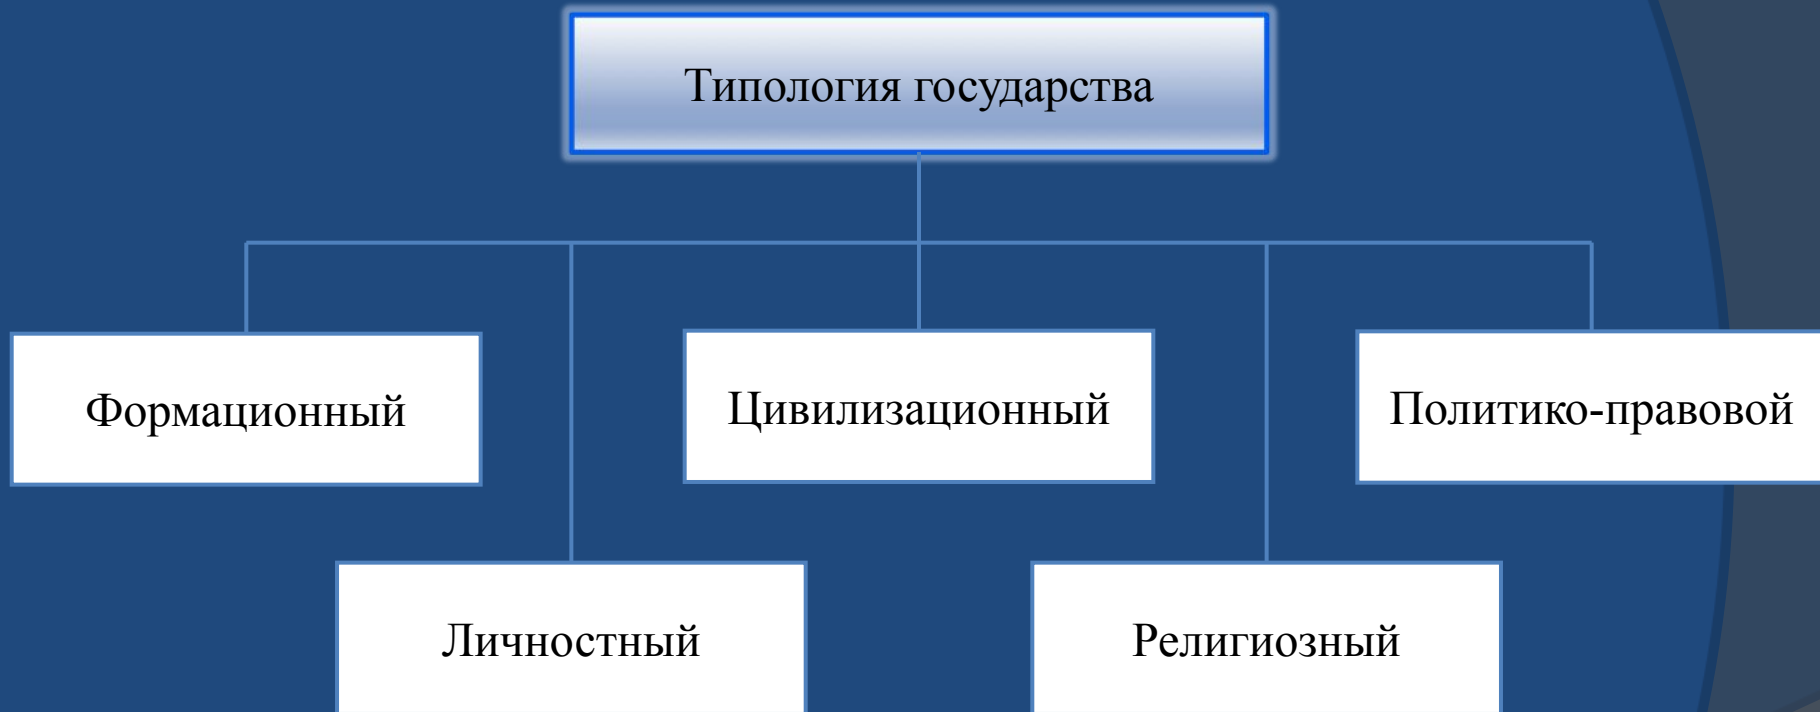 Типология государства
Формационный
Цивилизационный
Политико-правовой
Личностный
Религиозный